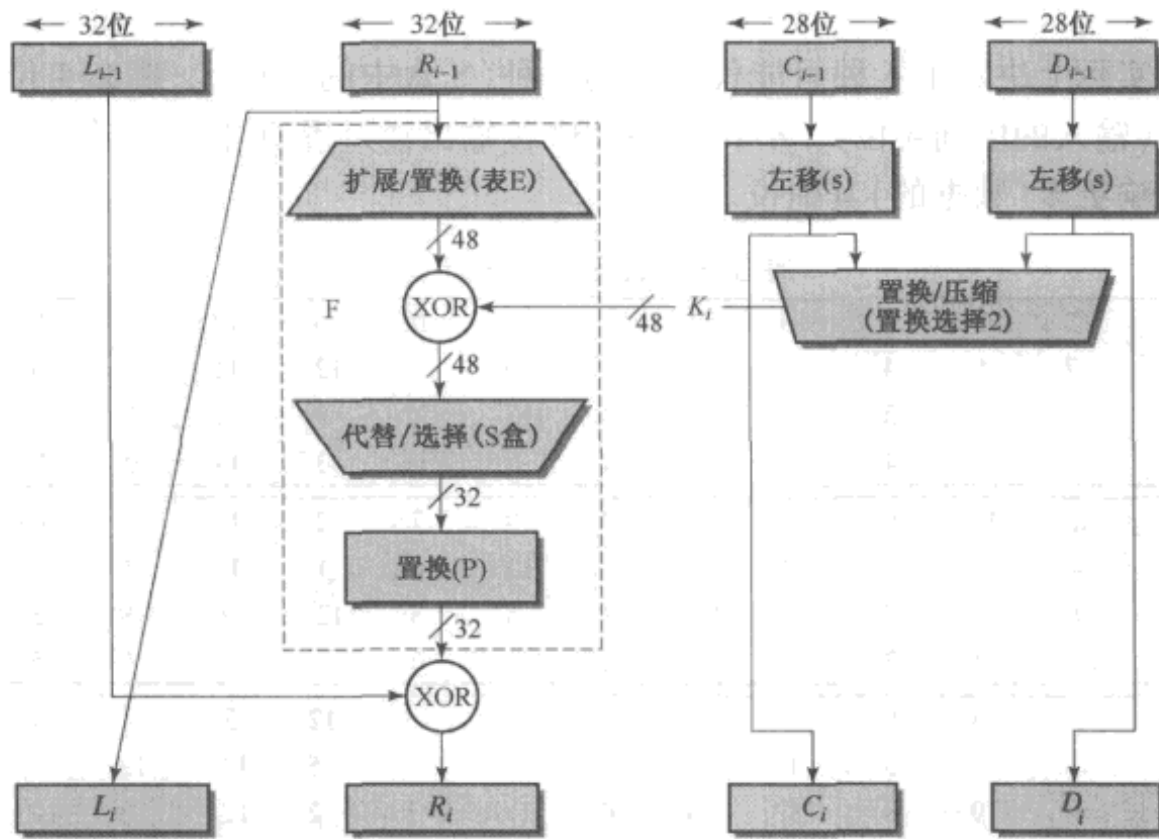 32位
32位
28位
28位
L_{i-1}
R_{i-1}
C_{i-1}
D_{i-1}
扩展/置换(表E)
左移(s)
左移(s)
48
F
XOR
48
K_i
置换/压缩
(置换选择2)
48
代替/选择(S盒)
32
置换(P)
32
XOR
L_i
R_i
C_i
D_i